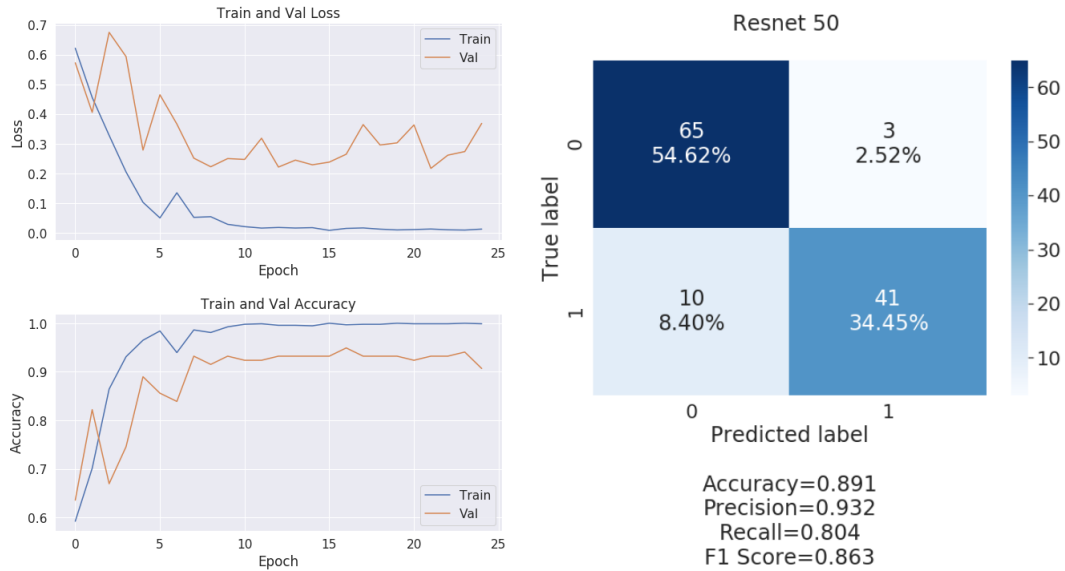 Train and Val Loss
0.7
0.6
0.5
0.4
0.3
0.2
0.1
0.0
Loss
Train
Val
0 5 10 15 20 25
Epoch
Train and Val Accuracy
1.0
0.9
0.8
0.7
0.6
Accuracy
Train
Val
0 5 10 15 20 25
Epoch
Resnet 50
True label
0
1
65 3
54.62% 2.52%
10 41
8.40% 34.45%
0 1
Predicted label
60
50
40
30
20
10
Accuracy=0.891
Precision=0.932
Recall=0.804
F1 Score=0.863